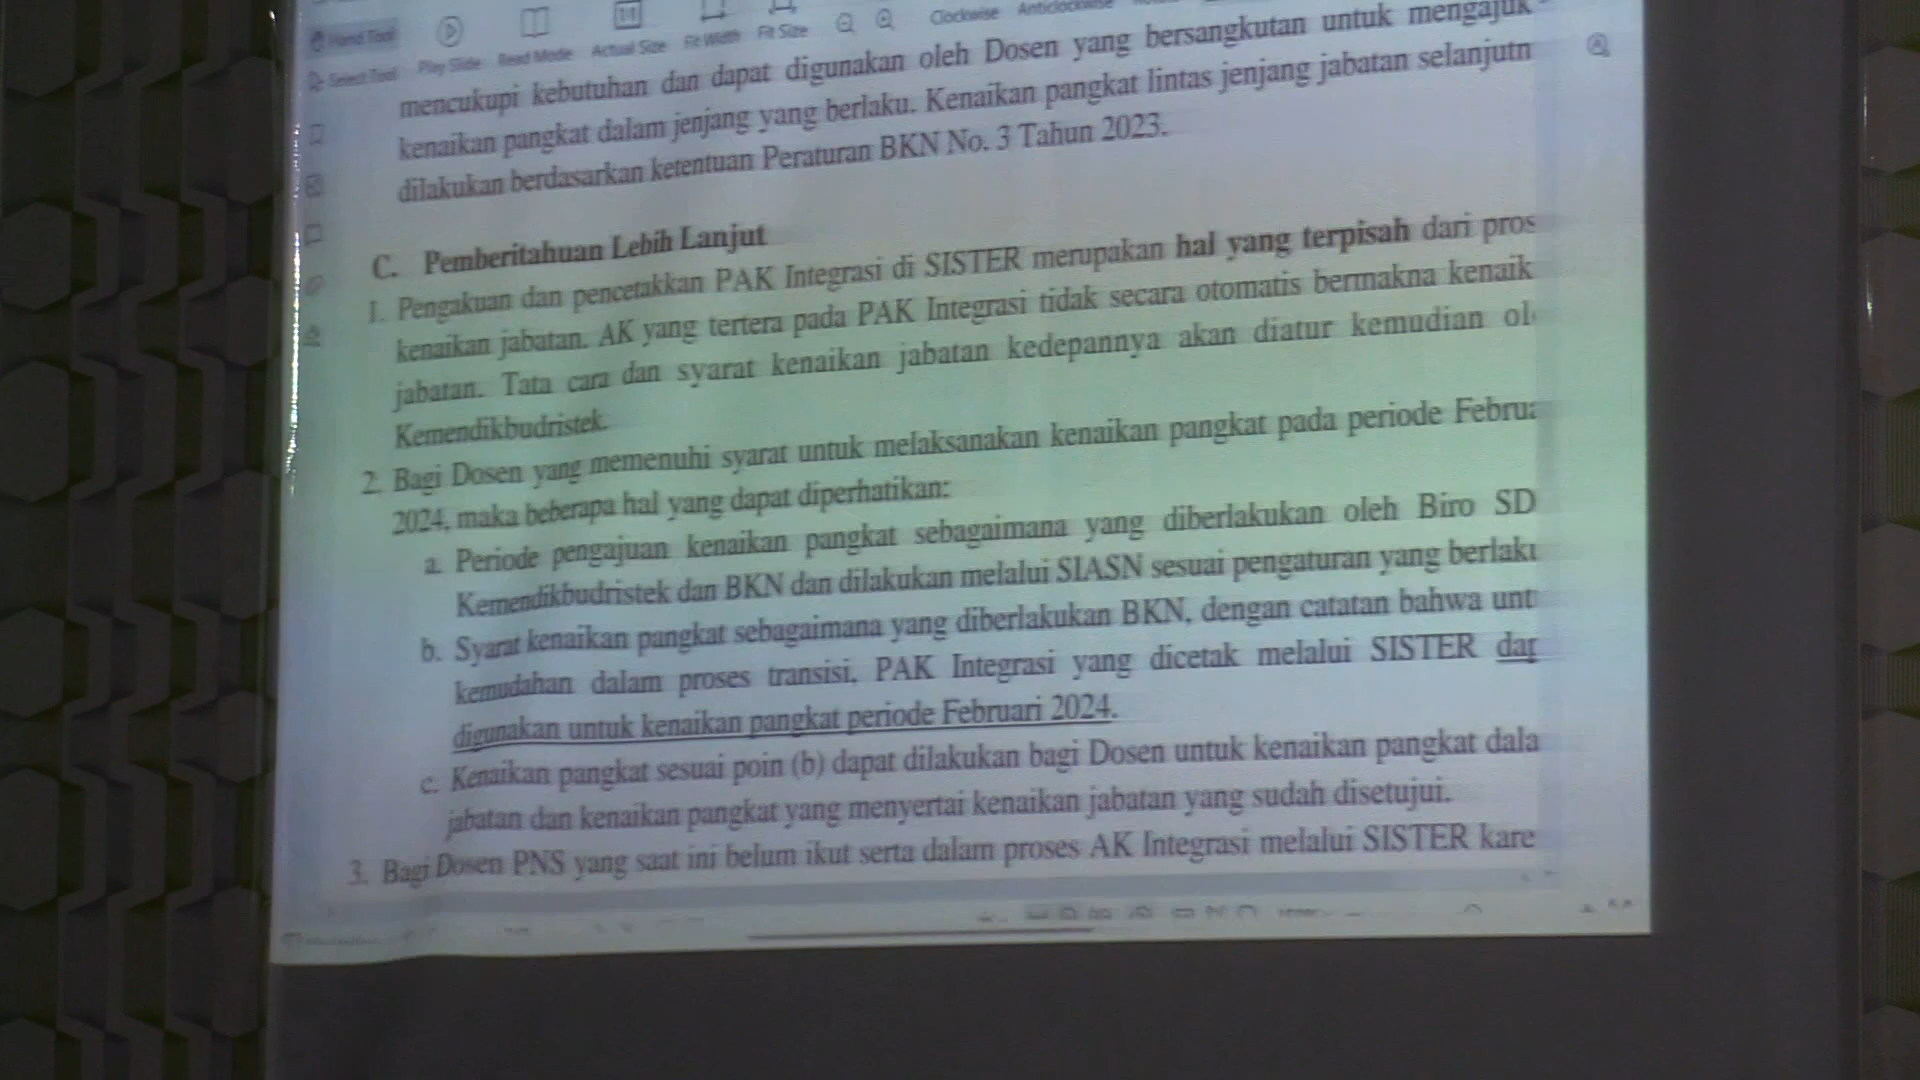 Hand Tool
Select Tool
Play Slide
Read Mode
Actual Size
Fit Width
Fit Size
Clockwise
Anticlockwise
mencukupi kebutuhan dan dapat digunakan oleh Dosen yang bersangkutan untuk mengajuk
kenaikan pangkat dalam jenjang yang berlaku. Kenaikan pangkat lintas jenjang jabatan selanjutn
dilakukan berdasarkan ketentuan Peraturan BKN No. 3 Tahun 2023.
C. Pemberitahuan Lebih Lanjut
1. Pengakuan dan pencetakkan PAK Integrasi di SISTER merupakan hal yang terpisah dari pros
kenaikan jabatan. AK yang tertera pada PAK Integrasi tidak secara otomatis bermakna kenaik
jabatan. Tata cara dan syarat kenaikan jabatan kedepannya akan diatur kemudian ol
Kemendikbudristek.
2. Bagi Dosen yang memenuhi syarat untuk melaksanakan kenaikan pangkat pada periode Februa
2024, maka beberapa hal yang dapat diperhatikan:
a. Periode pengajuan kenaikan pangkat sebagaimana yang diberlakukan oleh Biro SD
Kemendikbudristek dan BKN dan dilakukan melalui SIASN sesuai pengaturan yang berlaku
b. Syarat kenaikan pangkat sebagaimana yang diberlakukan BKN, dengan catatan bahwa unt
kemudahan dalam proses transisi, PAK Integrasi yang dicetak melalui SISTER dap
digunakan untuk kenaikan pangkat periode Februari 2024.
c. Kenaikan pangkat sesuai poin (b) dapat dilakukan bagi Dosen untuk kenaikan pangkat dala
jabatan dan kenaikan pangkat yang menyertai kenaikan jabatan yang sudah disetujui.
3. Bagi Dosen PNS yang saat ini belum ikut serta dalam proses AK Integrasi melalui SISTER kare